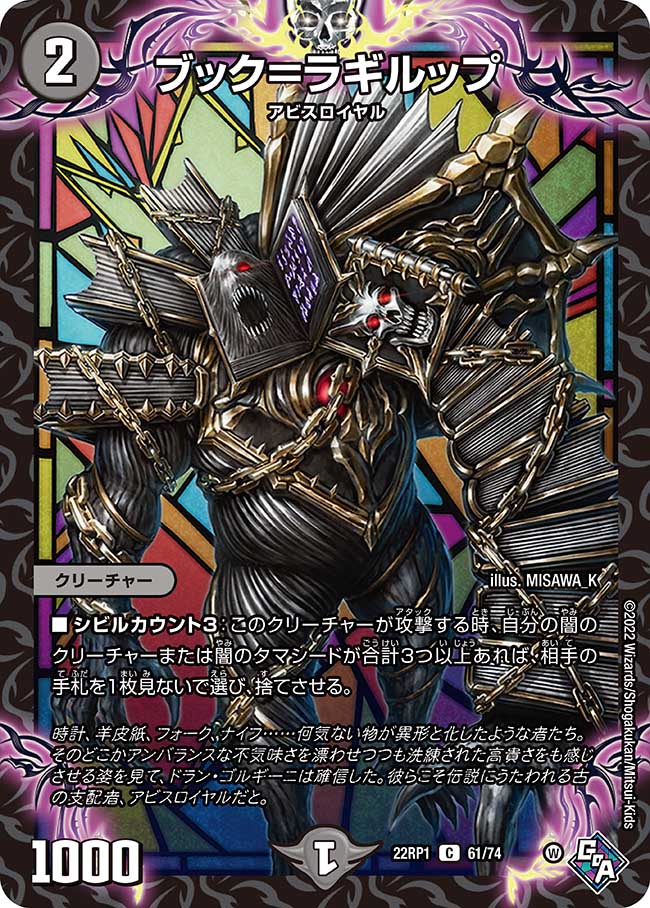 2
ブック=ラギルップ
アビスロイヤル
クリーチャー
illus. MISAWA_K
■ シビルカウント3：このクリーチャーが攻撃する時、自分の闇の
クリーチャーまたは闇のタマシードが合計3つ以上あれば、相手の
手札を1枚見ないで選び、捨てさせる。
時計、羊皮紙、フォーク、ナイフ……何気ない物が異形と化したような者たち。
そのどこかアンバランスな不気味さを漂わせつつも洗練された高貴さをも感じ
させる姿を見て、ドラン・ゴルギーニは確信した。彼らこそ伝説にうたわれる古
の支配者、アビスロイヤルだと。
©2022 Wizards/Shogakukan/Mitsui-Kids
1000
1
22RP1 C 61/74
W
GoA